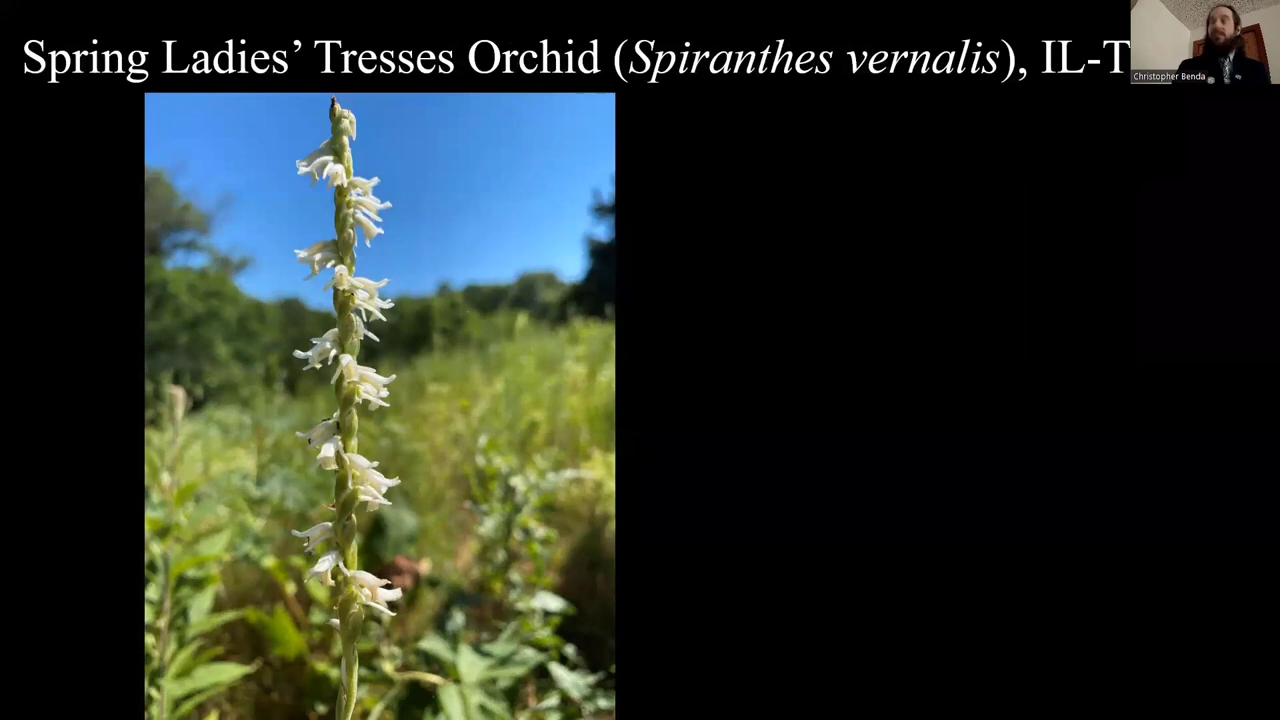 Spring Ladies’ Tresses Orchid (Spiranthes vernalis), IL-T
Christopher Benda